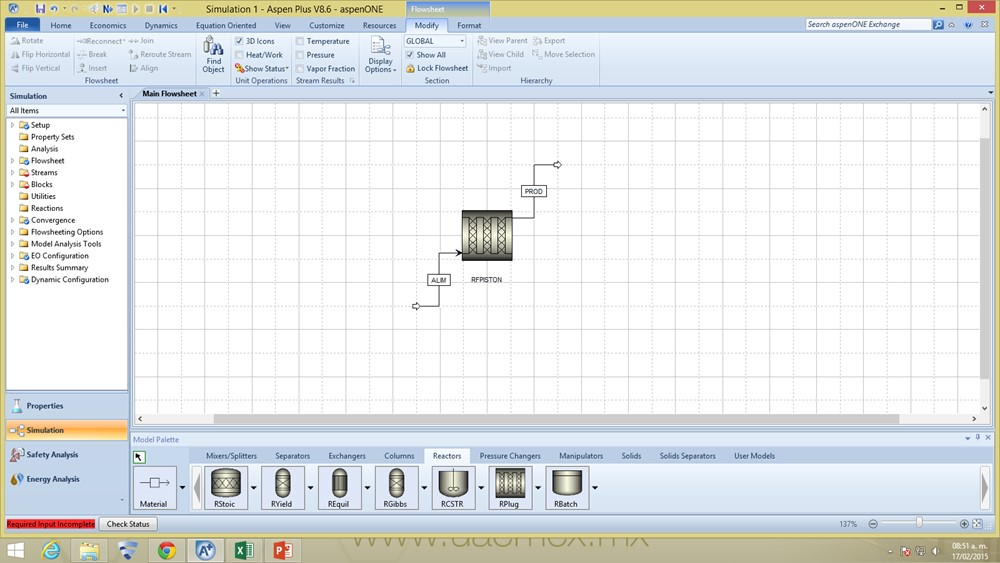 Simulation 1 - Aspen Plus V8.6 - aspenONE
Flowsheet
File Home Economics Dynamics Equation Oriented View Customize Resources Modify Format
Search aspenONE Exchange
Rotate Reconnect Join 3D Icons Temperature GLOBAL View Parent Export
Flip Horizontal Break Reroute Stream Heat/Work Pressure Show All View Child Move Selection
Flip Vertical Insert Align Find Object Show Status Vapor Fraction Display Options Lock Flowsheet Import
Flowsheet Unit Operations Stream Results Section Hierarchy
Simulation
Main Flowsheet
All Items
Setup
Property Sets
Analysis
Flowsheet
Streams
Blocks
Utilities
Reactions
Convergence
Flowsheeting Options
Model Analysis Tools
EO Configuration
Results Summary
Dynamic Configuration
PROD
ALIM
RFPISTON
Properties
Simulation
Safety Analysis
Energy Analysis
Model Palette
Mixers/Splitters Separators Exchangers Columns Reactors Pressure Changers Manipulators Solids Solids Separators User Models
Material RStoic RYield REquil RGibbs RCSTR RPlug RBatch
Required Input Incomplete Check Status
137%
08:51 a. m.
17/02/2015